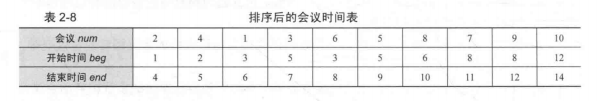 表 2-8 排序后的会议时间表
会议 num 2 4 1 3 6 5 8 7 9 10
开始时间 beg 1 2 3 5 3 5 6 8 8 12
结束时间 end 4 5 6 7 8 9 10 11 12 14